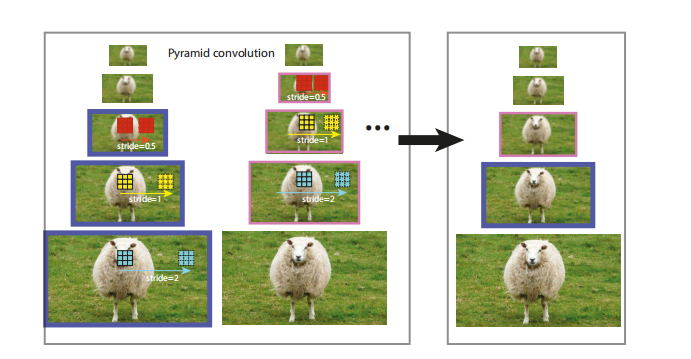 Pyramid convolution
stride=0.5
stride=0.5
stride=1
stride=1
stride=2
stride=2